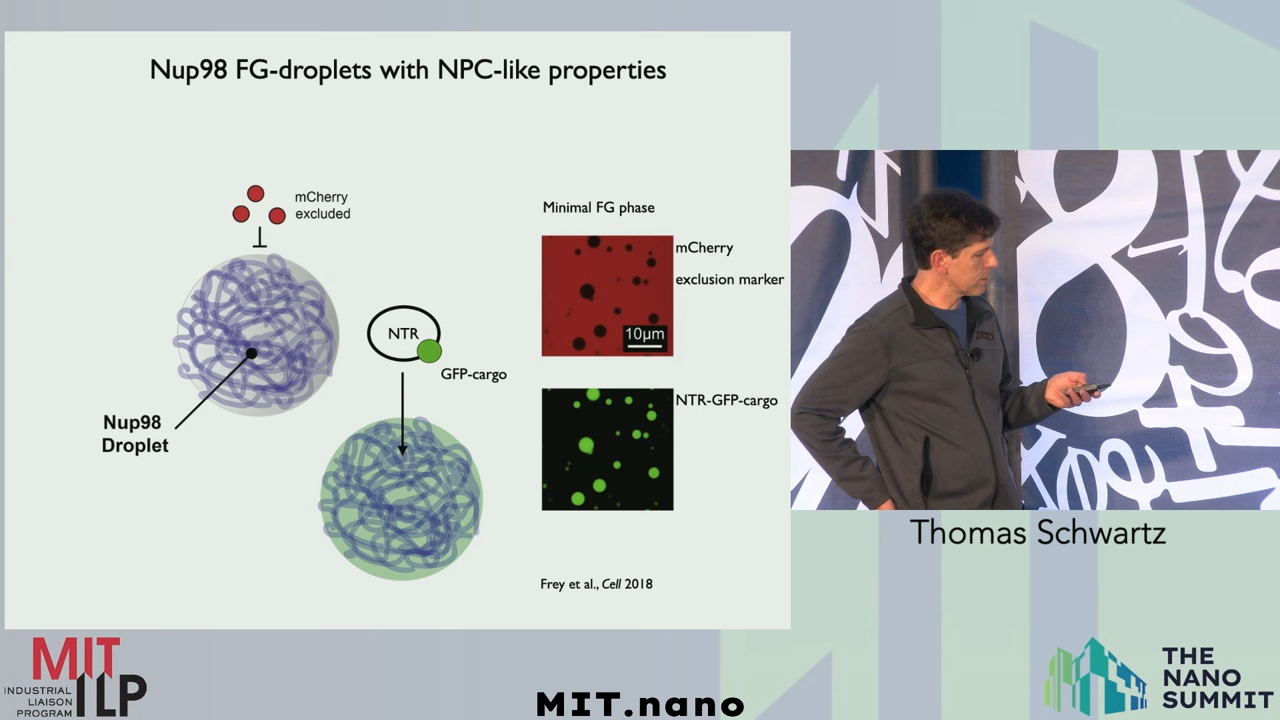 Nup98 FG-droplets with NPC-like properties
mCherry
excluded
Nup98
Droplet
NTR
GFP-cargo
Minimal FG phase
mCherry
exclusion marker
10μm
NTR-GFP-cargo
Frey et al., Cell 2018
Thomas Schwartz
MIT
ILP
INDUSTRIAL
LIAISON
PROGRAM
MIT.nano
THE
NANO
SUMMIT